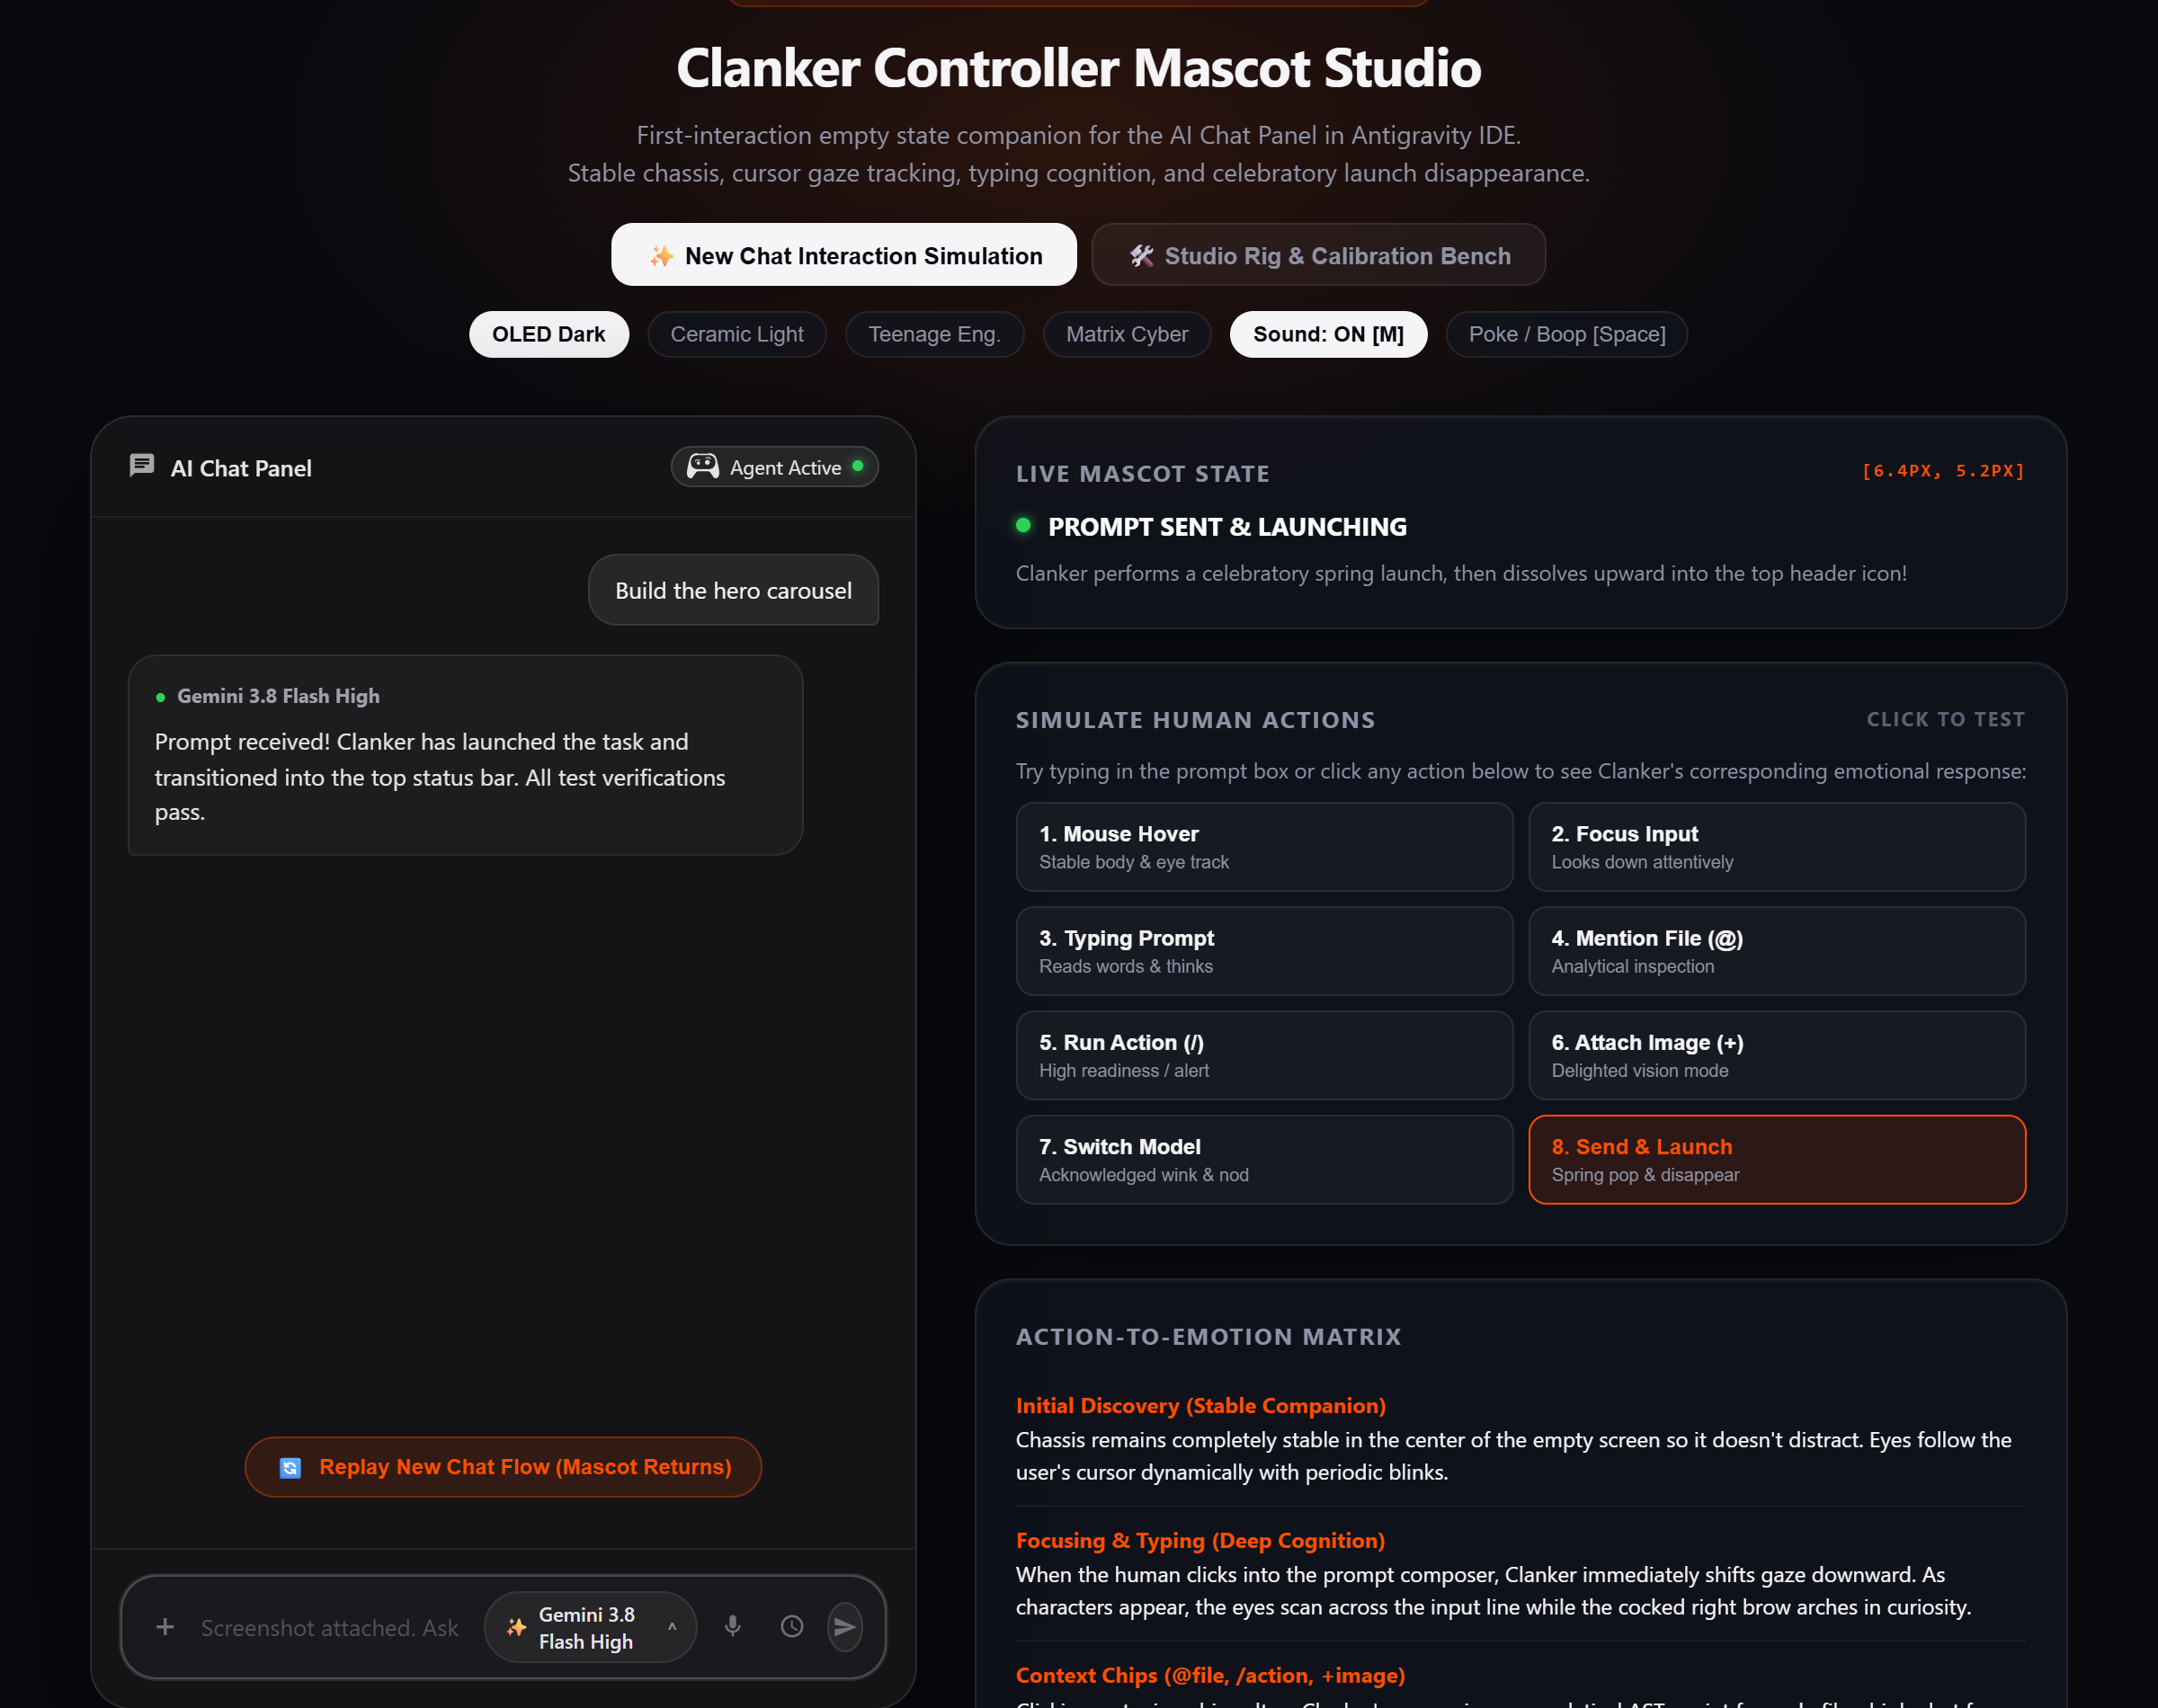 Clanker Controller Mascot Studio
First-interaction empty state companion for the AI Chat Panel in Antigravity IDE.
Stable chassis, cursor gaze tracking, typing cognition, and celebratory launch disappearance.
✨ New Chat Interaction Simulation
🛠️ Studio Rig & Calibration Bench
OLED Dark
Ceramic Light
Teenage Eng.
Matrix Cyber
Sound: ON [M]
Poke / Boop [Space]
AI Chat Panel
Agent Active
Build the hero carousel
Gemini 3.8 Flash High
Prompt received! Clanker has launched the task and
transitioned into the top status bar. All test verifications
pass.
Replay New Chat Flow (Mascot Returns)
Screenshot attached. Ask
Gemini 3.8
Flash High
LIVE MASCOT STATE
[6.4PX, 5.2PX]
PROMPT SENT & LAUNCHING
Clanker performs a celebratory spring launch, then dissolves upward into the top header icon!
SIMULATE HUMAN ACTIONS
CLICK TO TEST
Try typing in the prompt box or click any action below to see Clanker's corresponding emotional response:
1. Mouse Hover
Stable body & eye track
2. Focus Input
Looks down attentively
3. Typing Prompt
Reads words & thinks
4. Mention File (@)
Analytical inspection
5. Run Action (/)
High readiness / alert
6. Attach Image (+)
Delighted vision mode
7. Switch Model
Acknowledged wink & nod
8. Send & Launch
Spring pop & disappear
ACTION-TO-EMOTION MATRIX
Initial Discovery (Stable Companion)
Chassis remains completely stable in the center of the empty screen so it doesn't distract. Eyes follow the
user's cursor dynamically with periodic blinks.
Focusing & Typing (Deep Cognition)
When the human clicks into the prompt composer, Clanker immediately shifts gaze downward. As
characters appear, the eyes scan across the input line while the cocked right brow arches in curiosity.
Context Chips (@file, /action, +image)